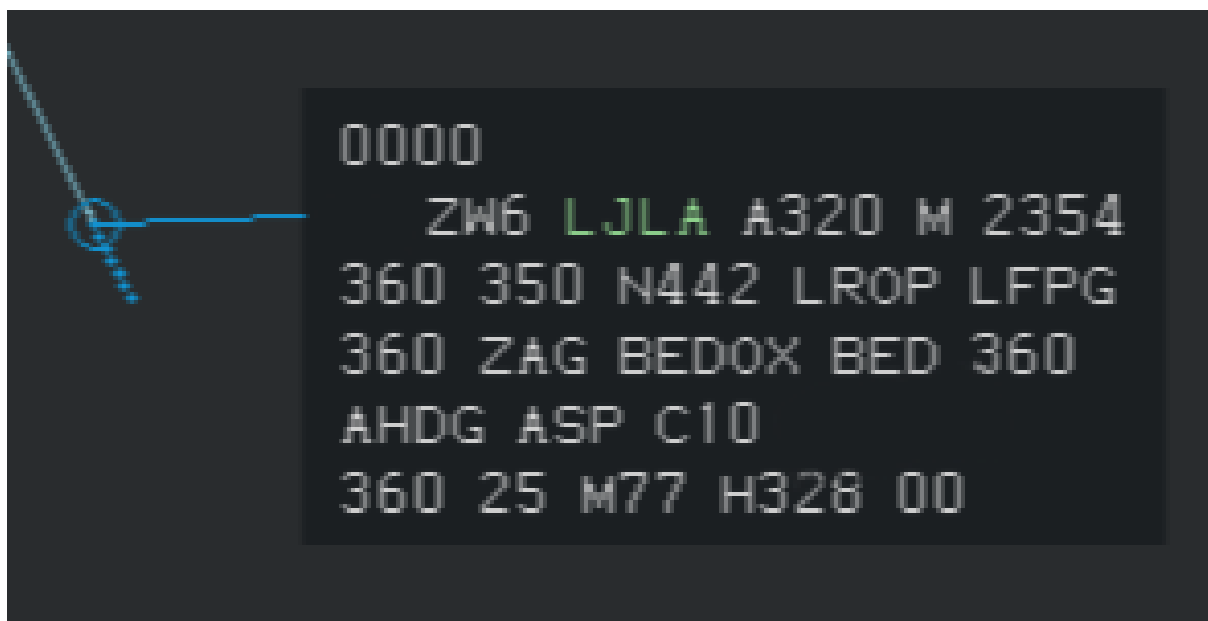 0000
ZW6 LJLA A320 M 2354
360 350 N442 LROP LFPG
360 ZAG BEDOX BED 360
AHDG ASP C10
360 25 M77 H328 00